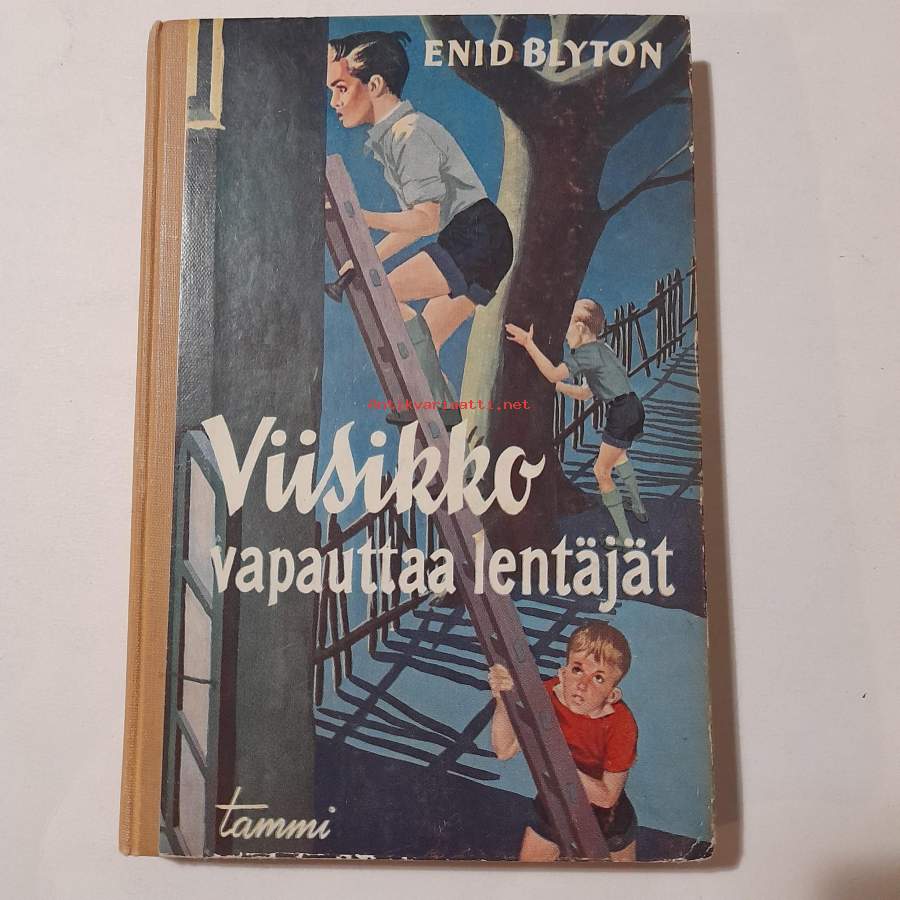 ENID BLYTON
antikvariaatti.net
Viisikko
vapauttaa lentäjät
tammi